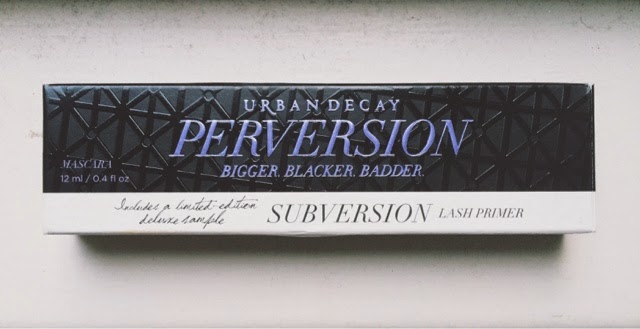 URBAN DECAY
PERVERSION
BIGGER. BLACKER. BADDER.
MASCARA
12 ml / 0.4 fl oz
Includes a limited-edition
deluxe sample
SUBVERSION LASH PRIMER